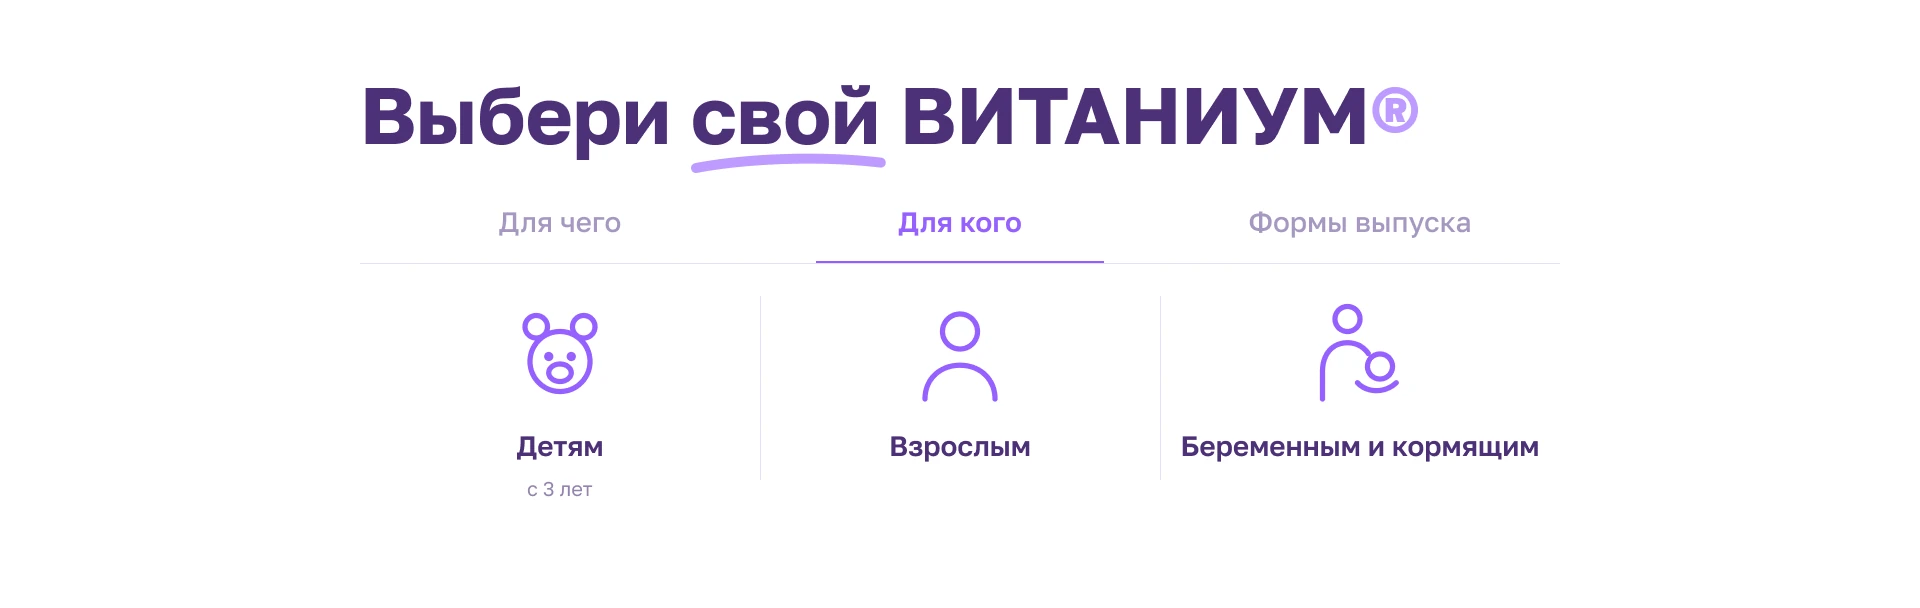 Выбери свой ВИТАНИУМ®
Для чего
Для кого
Формы выпуска
Детям
с 3 лет
Взрослым
Беременным и кормящим